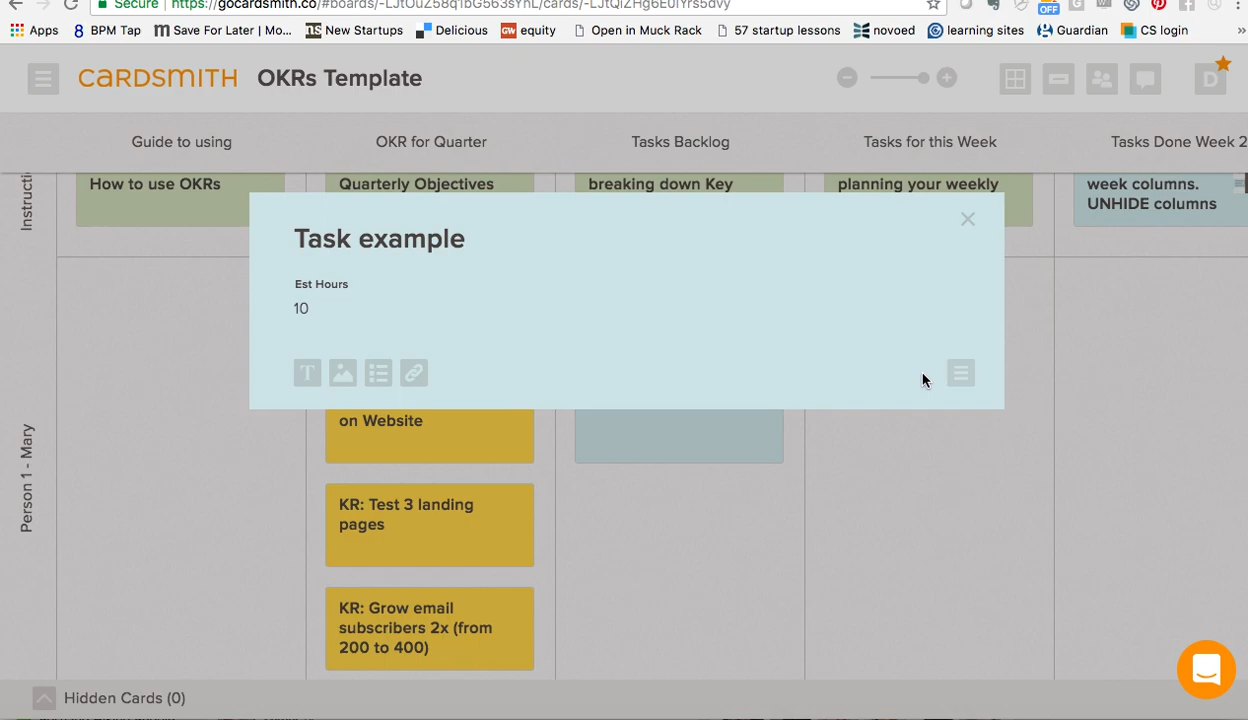 Secure https://gocardsmith.co/#boards/-LJtOuZ58q1bG563sYhL/cards/-LJtQiZHg6E0IYrs5dvy
OFF
Apps 8 BPM Tap Save For Later | Mo... New Startups Delicious equity Open in Muck Rack 57 startup lessons novoed learning sites Guardian CS login »
CARDSMITH OKRs Template D
Guide to using OKR for Quarter Tasks Backlog Tasks for this Week Tasks Done Week 2
Instructi
How to use OKRs
Quarterly Objectives
breaking down Key
planning your weekly
week columns.
UNHIDE columns
Task example
Est Hours
10
T
Person 1 - Mary
on Website
KR: Test 3 landing
pages
KR: Grow email
subscribers 2x (from
200 to 400)
Hidden Cards (0)